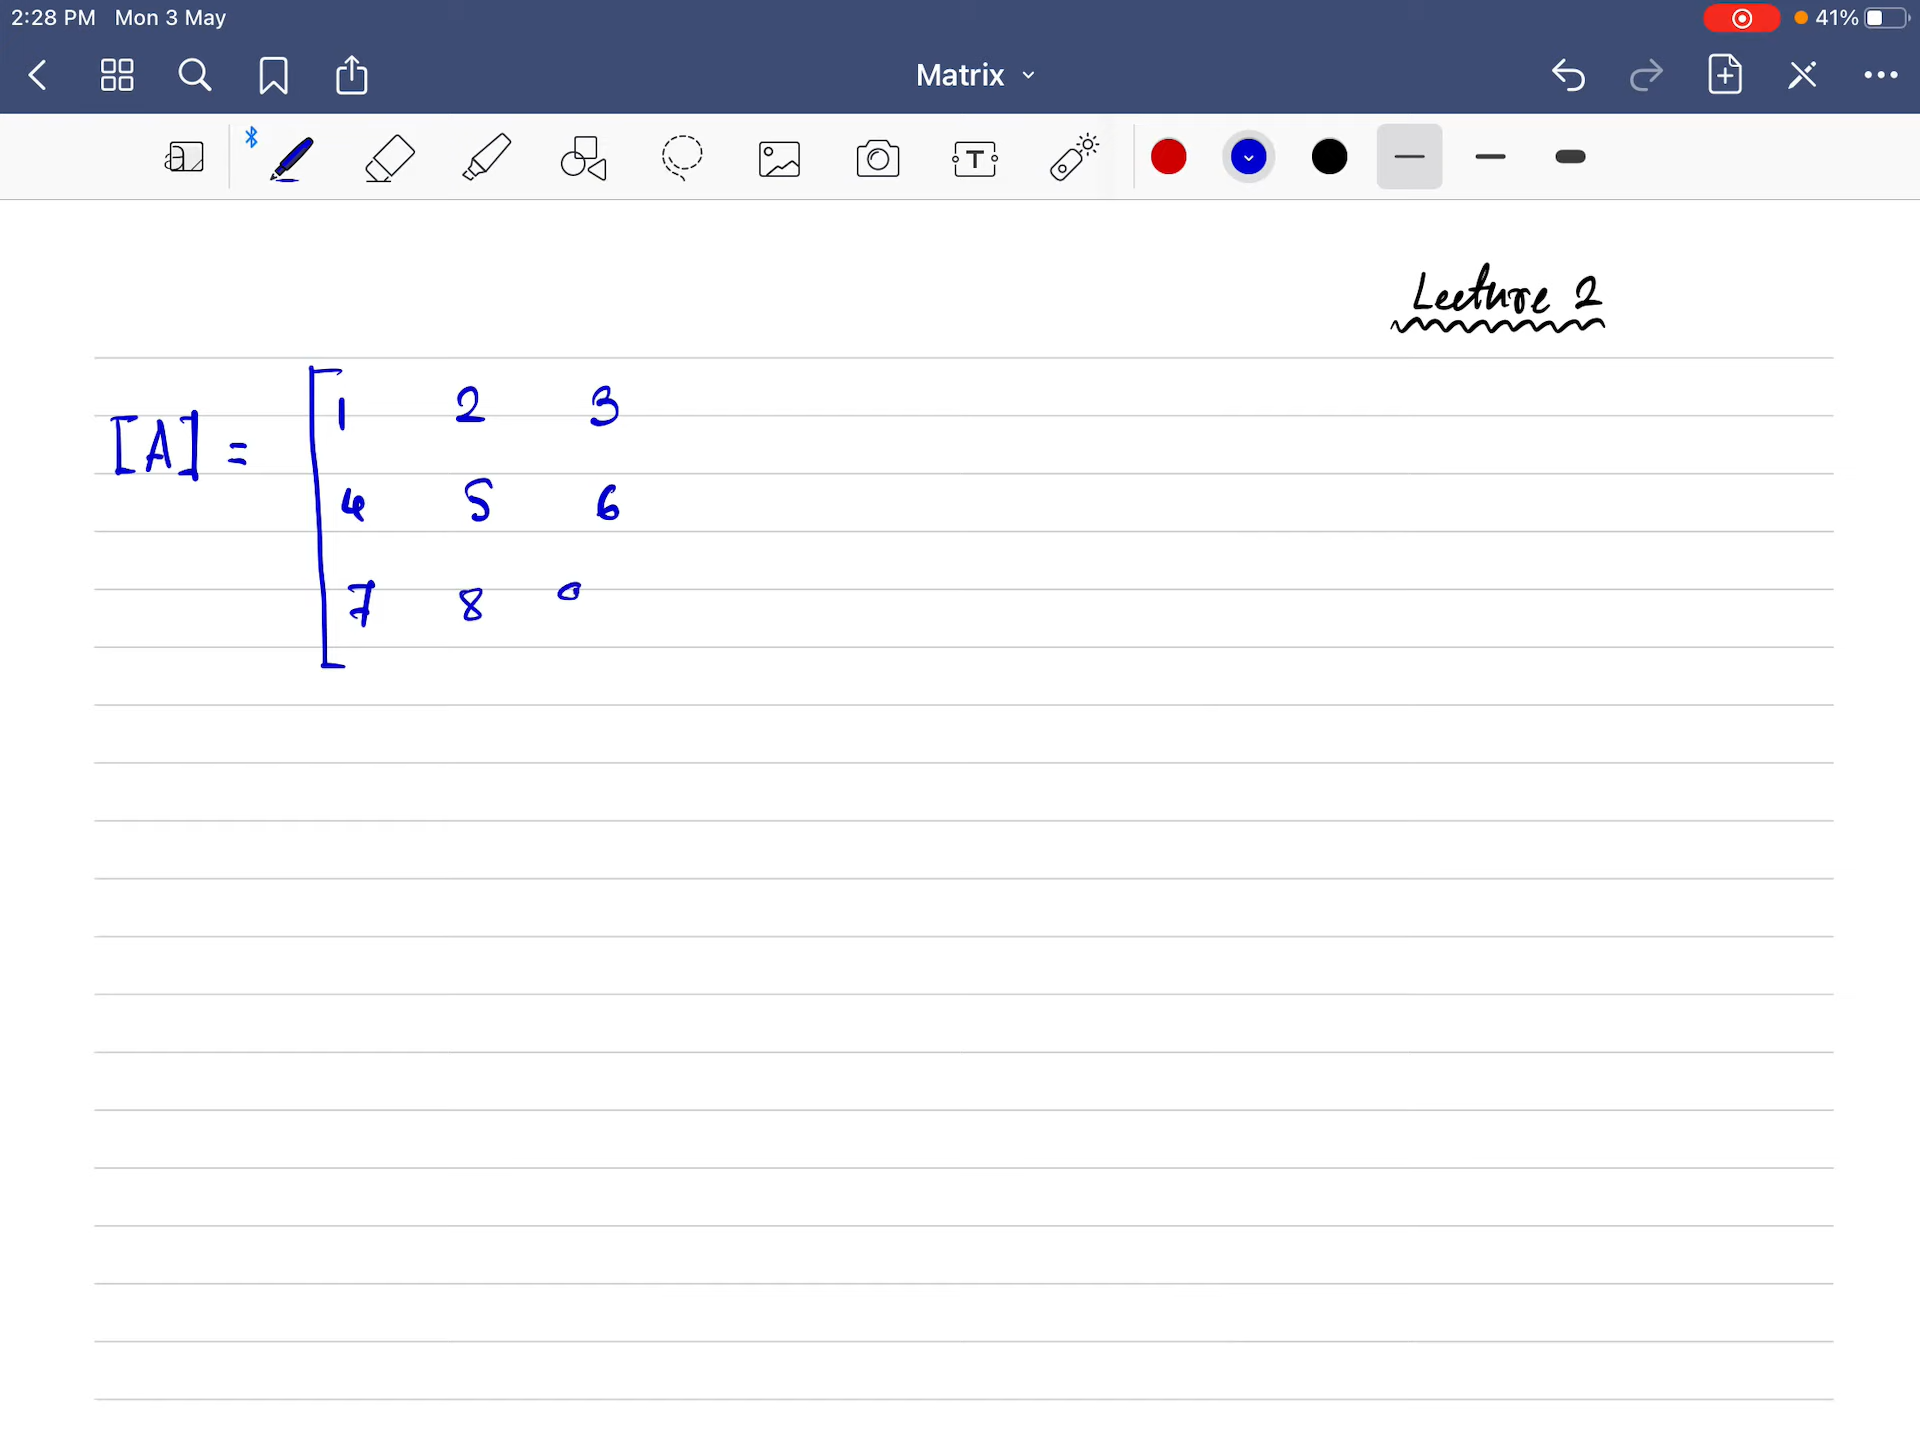 2:28 PM Mon 3 May 41%
Matrix
Lecture 2
[A] = [ 1 2 3
4 5 6
7 8